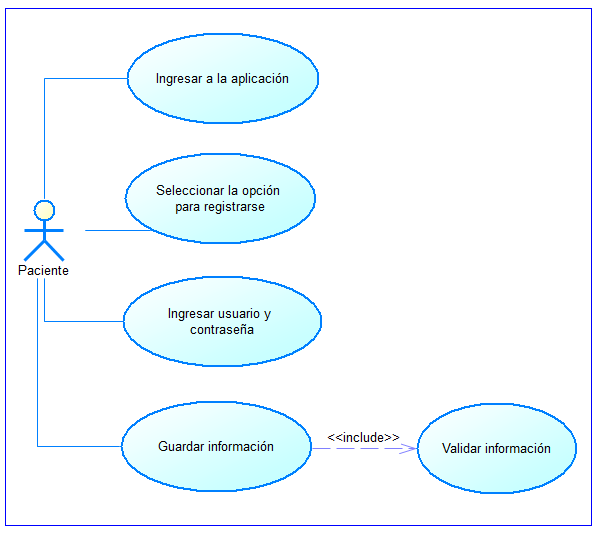 Ingresar a la aplicación
Seleccionar la opción
para registrarse
Paciente
Ingresar usuario y
contraseña
Guardar información
<<include>>
Validar información